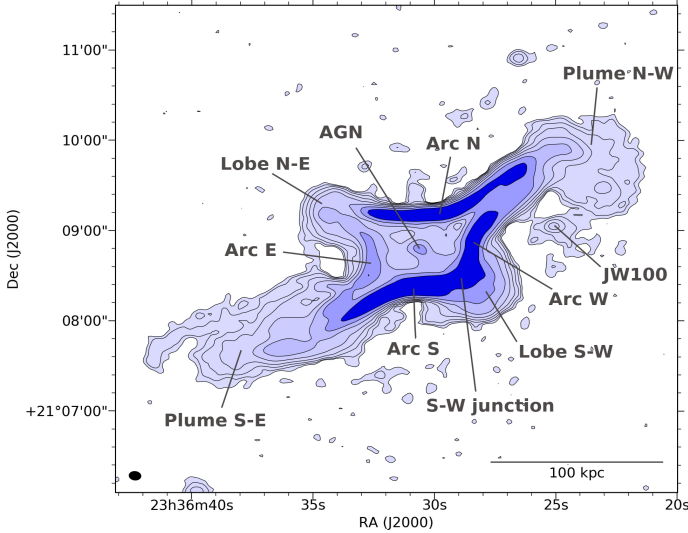 11'00"
Plume N-W
10'00"
AGN
Arc N
Lobe N-E
09'00"
Arc E
JW100
Arc W
08'00"
Arc S
Lobe S-W
S-W junction
+21°07'00"
Plume S-E
100 kpc
23h36m40s
35s
30s
25s
20s
RA (J2000)
Dec (J2000)